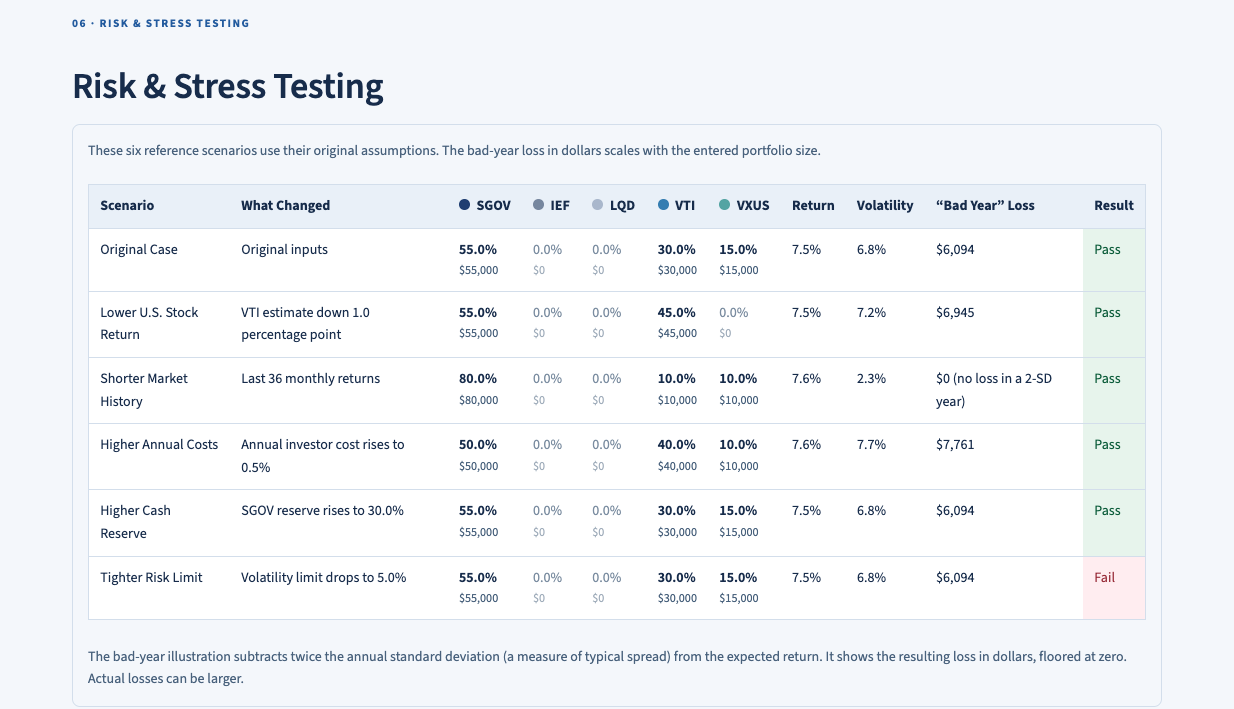 06 · RISK & STRESS TESTING
Risk & Stress Testing
These six reference scenarios use their original assumptions. The bad-year loss in dollars scales with the entered portfolio size.
Scenario What Changed SGOV IEF LQD VTI VXUS Return Volatility “Bad Year” Loss Result
Original Case Original inputs 55.0% 0.0% 0.0% 30.0% 15.0% 7.5% 6.8% $6,094 Pass
$55,000 $0 $0 $30,000 $15,000
Lower U.S. Stock VTI estimate down 1.0 55.0% 0.0% 0.0% 45.0% 0.0% 7.5% 7.2% $6,945 Pass
Return percentage point $55,000 $0 $0 $45,000 $0
Shorter Market Last 36 monthly returns 80.0% 0.0% 0.0% 10.0% 10.0% 7.6% 2.3% $0 (no loss in a 2-SD Pass
History $80,000 $0 $0 $10,000 $10,000 year)
Higher Annual Costs Annual investor cost rises to 50.0% 0.0% 0.0% 40.0% 10.0% 7.6% 7.7% $7,761 Pass
0.5% $50,000 $0 $0 $40,000 $10,000
Higher Cash SGOV reserve rises to 30.0% 55.0% 0.0% 0.0% 30.0% 15.0% 7.5% 6.8% $6,094 Pass
Reserve $55,000 $0 $0 $30,000 $15,000
Tighter Risk Limit Volatility limit drops to 5.0% 55.0% 0.0% 0.0% 30.0% 15.0% 7.5% 6.8% $6,094 Fail
$55,000 $0 $0 $30,000 $15,000
The bad-year illustration subtracts twice the annual standard deviation (a measure of typical spread) from the expected return. It shows the resulting loss in dollars, floored at zero.
Actual losses can be larger.